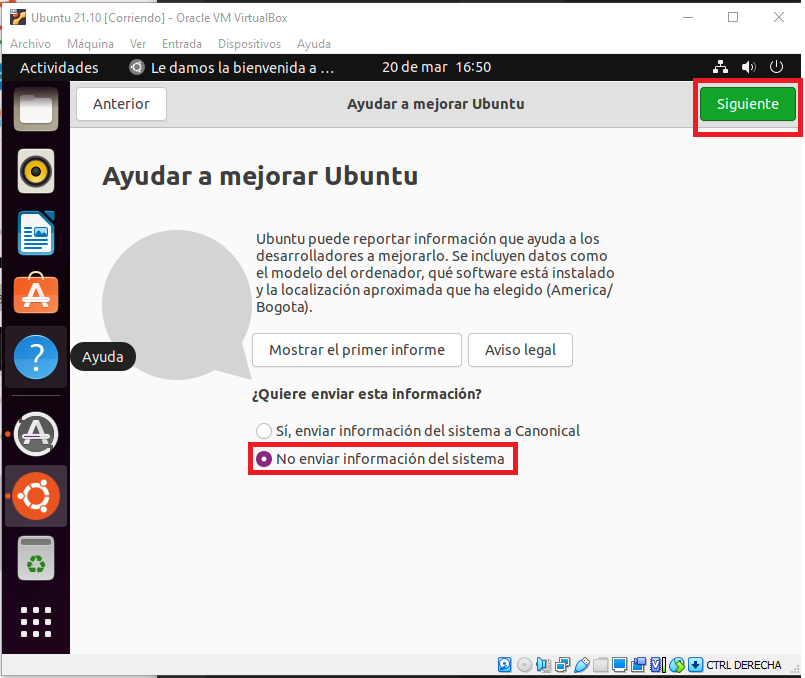 Ubuntu 21.10 [Corriendo] - Oracle VM VirtualBox
Archivo Máquina Ver Entrada Dispositivos Ayuda
Actividades Le damos la bienvenida a … 20 de mar 16:50
Anterior Ayudar a mejorar Ubuntu Siguiente
Ayudar a mejorar Ubuntu
Ubuntu puede reportar información que ayuda a los
desarrolladores a mejorarlo. Se incluyen datos como
el modelo del ordenador, qué software está instalado
y la localización aproximada que ha elegido (America/
Bogota).
Mostrar el primer informe Aviso legal
Ayuda
¿Quiere enviar esta información?
Sí, enviar información del sistema a Canonical
No enviar información del sistema
CTRL DERECHA